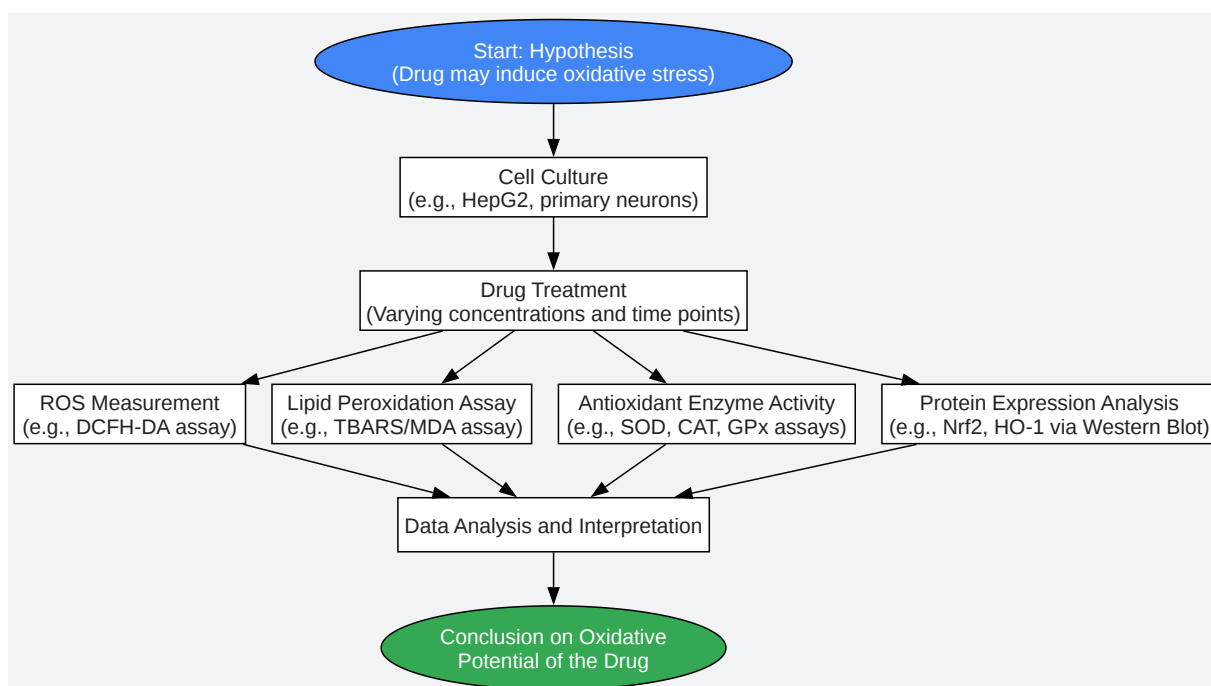 Start: Hypothesis
(Drug may induce oxidative stress)
Cell Culture
(e.g., HepG2, primary neurons)
Drug Treatment
(Varying concentrations and time points)
ROS Measurement
(e.g., DCFH-DA assay)
Lipid Peroxidation Assay
(e.g., TBARS/MDA assay)
Antioxidant Enzyme Activity
(e.g., SOD, CAT, GPx assays)
Protein Expression Analysis
(e.g., Nrf2, HO-1 via Western Blot)
Data Analysis and Interpretation
Conclusion on Oxidative
Potential of the Drug